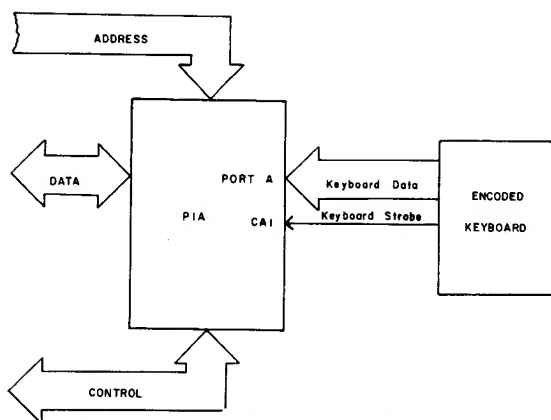 ADDRESS
DATA
PORT A
Keyboard Data
ENCODED
PIA
CA1
Keyboard Strobe
KEYBOARD
CONTROL